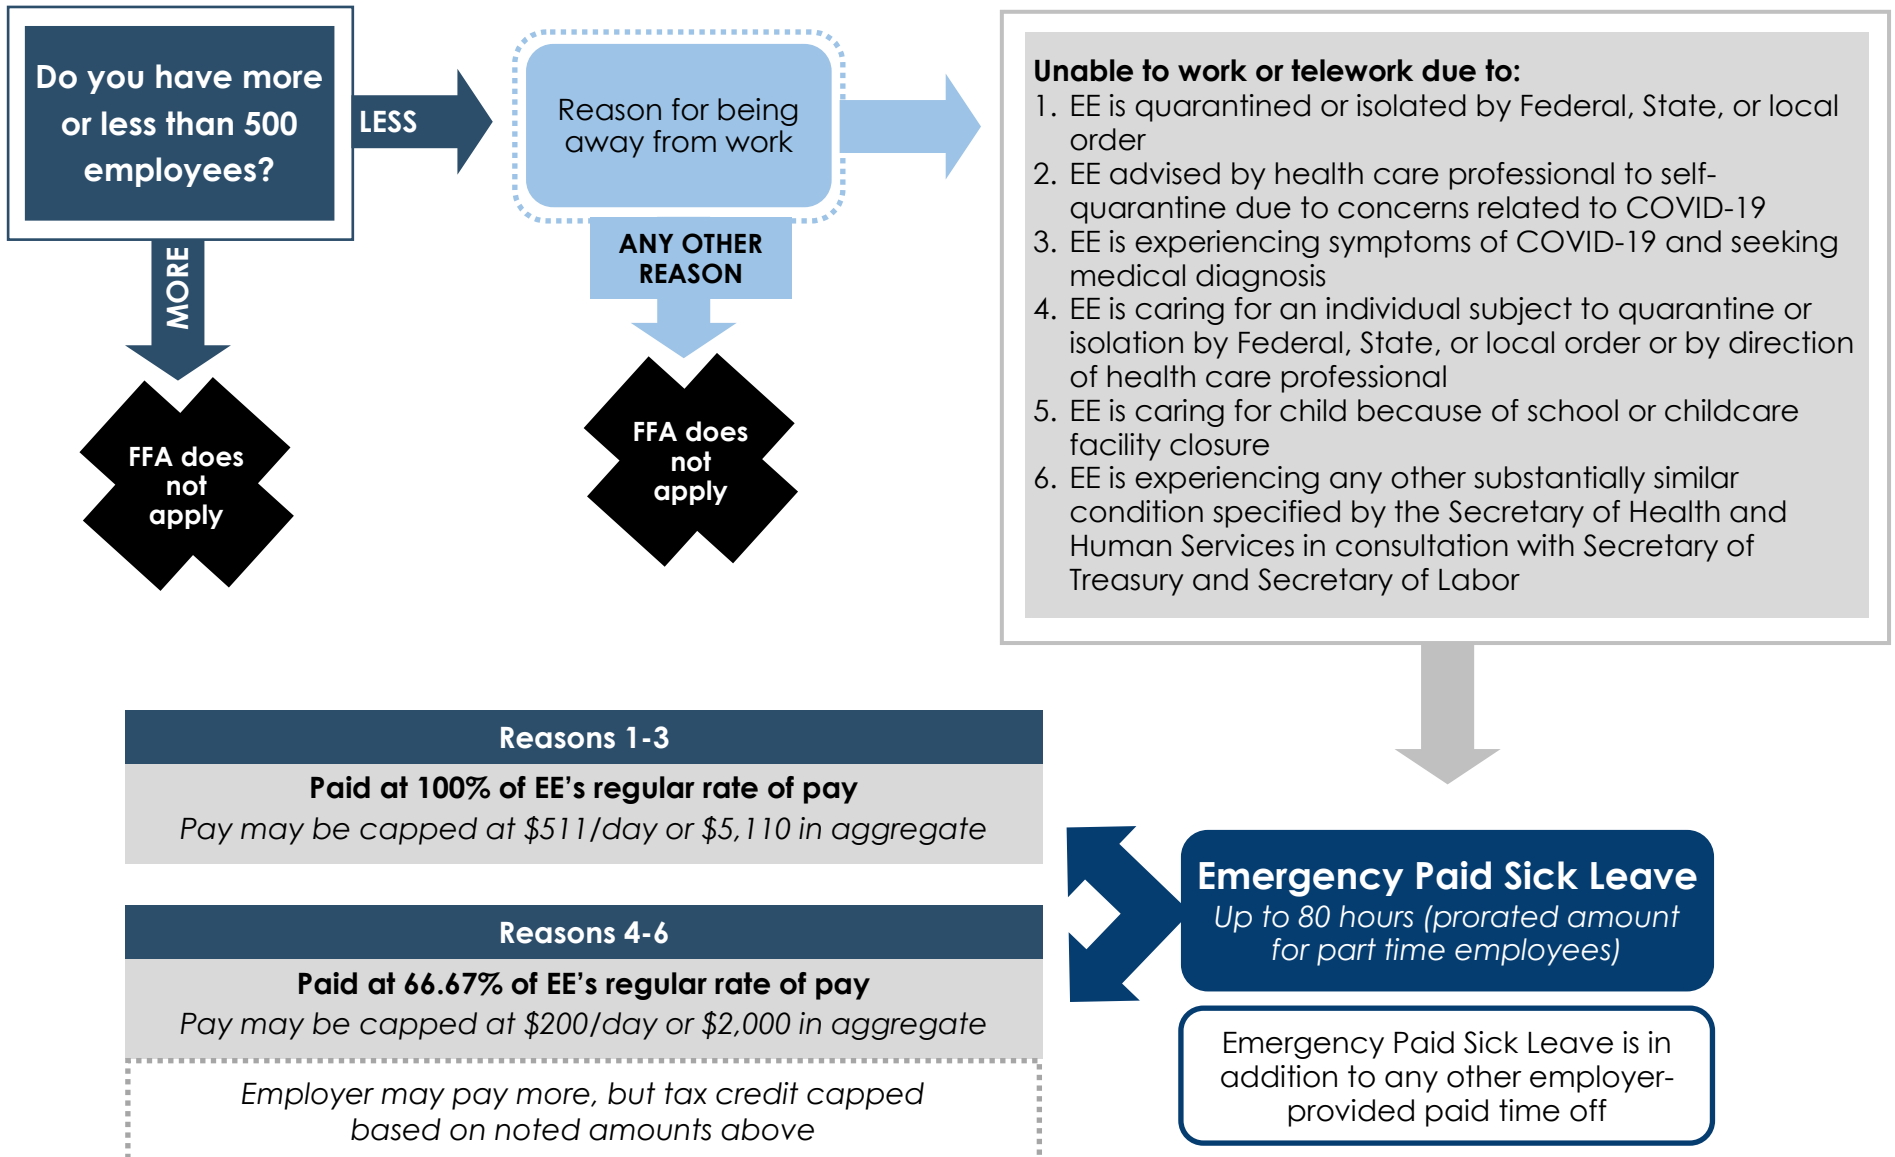 Do you have more
or less than 500
employees?
LESS
MORE
FFA does
not
apply
Reason for being
away from work
ANY OTHER
REASON
FFA does
not
apply
Unable to work or telework due to:
1. EE is quarantined or isolated by Federal, State, or local
order
2. EE advised by health care professional to self-
quarantine due to concerns related to COVID-19
3. EE is experiencing symptoms of COVID-19 and seeking
medical diagnosis
4. EE is caring for an individual subject to quarantine or
isolation by Federal, State, or local order or by direction
of health care professional
5. EE is caring for child because of school or childcare
facility closure
6. EE is experiencing any other substantially similar
condition specified by the Secretary of Health and
Human Services in consultation with Secretary of
Treasury and Secretary of Labor
Emergency Paid Sick Leave
Up to 80 hours (prorated amount
for part time employees)
Emergency Paid Sick Leave is in
addition to any other employer-
provided paid time off
Reasons 1-3
Paid at 100% of EE’s regular rate of pay
Pay may be capped at $511/day or $5,110 in aggregate
Reasons 4-6
Paid at 66.67% of EE’s regular rate of pay
Pay may be capped at $200/day or $2,000 in aggregate
Employer may pay more, but tax credit capped
based on noted amounts above